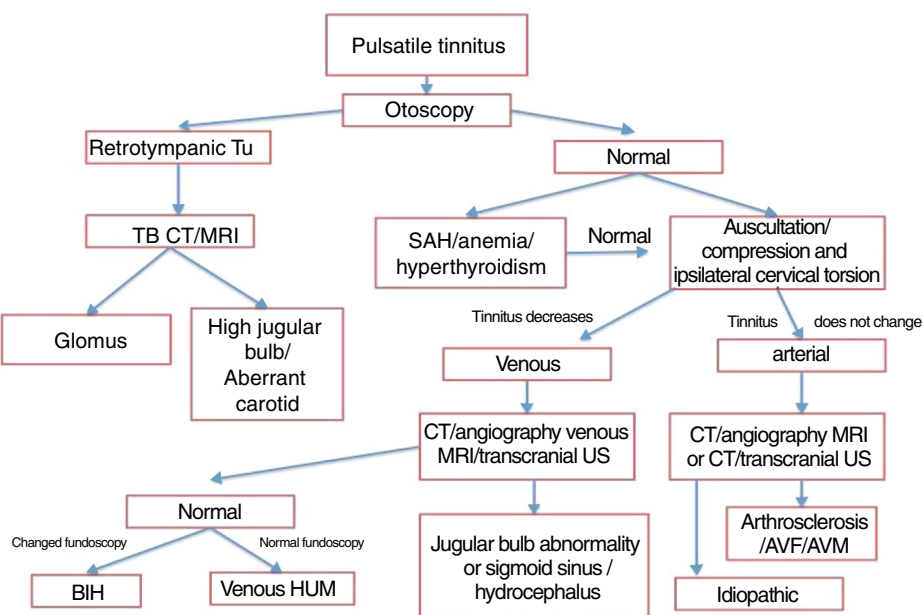 Pulsatile tinnitus
Otoscopy
Retrotympanic Tu
Normal
TB CT/MRI
SAH/anemia/
hyperthyroidism
Normal
Auscultation/
compression and
ipsilateral cervical torsion
Glomus
High jugular
bulb/
Aberrant
carotid
Tinnitus decreases
Tinnitus does not change
Venous
arterial
CT/angiography venous
MRI/transcranial US
CT/angiography MRI
or CT/transcranial US
Normal
Changed fundoscopy
Normal fundoscopy
BIH
Venous HUM
Jugular bulb abnormality
or sigmoid sinus /
hydrocephalus
Arthrosclerosis
/AVF/AVM
Idiopathic